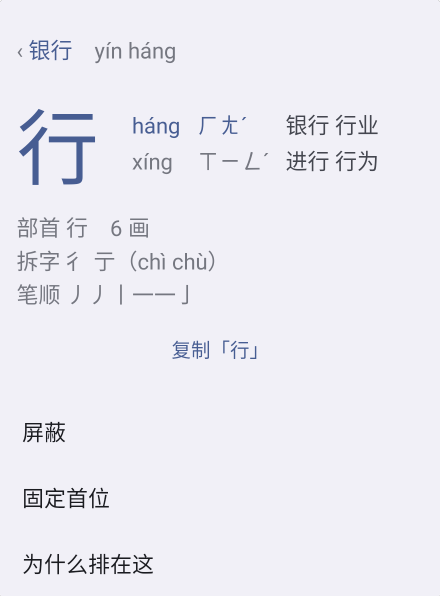 ‹ 银行 yín háng
行
háng ㄏㄤˊ 银行 行业
xíng ㄒㄧㄥˊ 进行 行为
部首 行 6 画
拆字 彳 亍（chì chù）
笔顺 丿丿丨一一亅
复制「行」
屏蔽
固定首位
为什么排在这